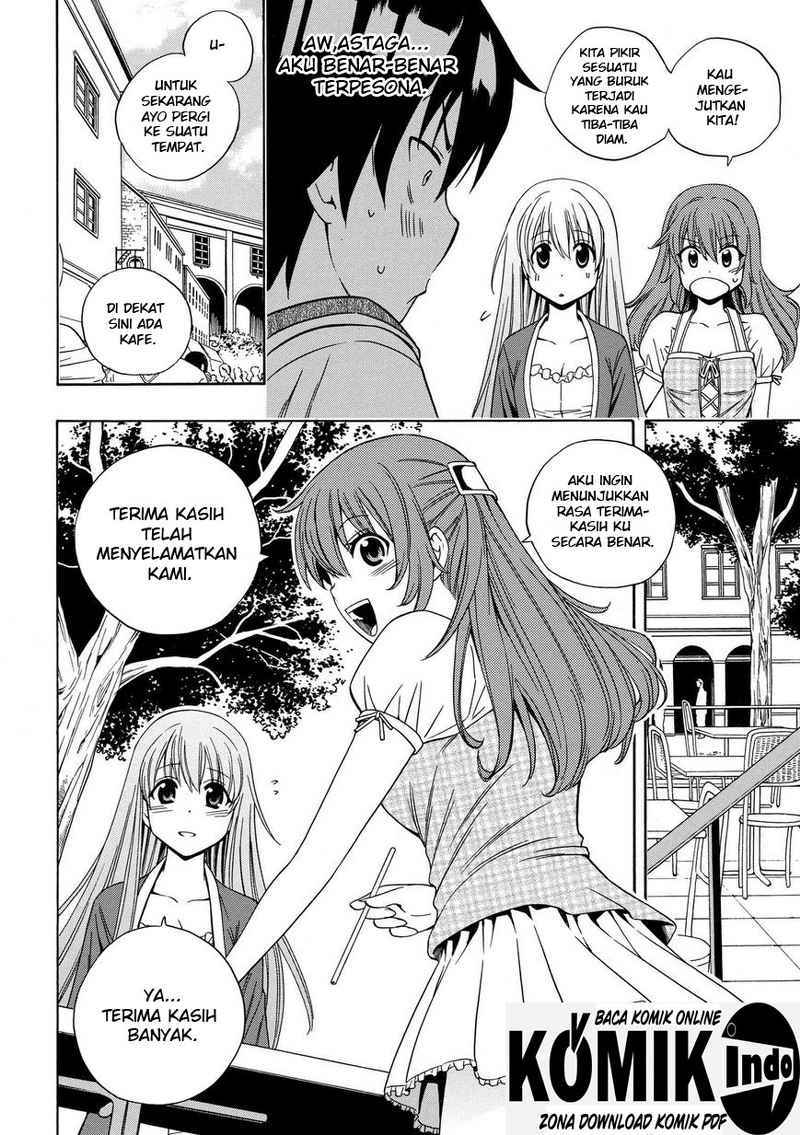 KAU
MENGE-
JUTKAN
KITA!
KITA PIKIR
SESUATU
YANG BURUK
TERJADI
KARENA KAU
TIBA-TIBA
DIAM.
AW,ASTAGA...
AKU BENAR-BENAR
TERPESONA.
U-
UNTUK
SEKARANG
AYO PERGI
KE SUATU
TEMPAT.
DI DEKAT
SINI ADA
KAFE.
AKU INGIN
MENUNJUKKAN
RASA TERIMA-
KASIH KU
SECARA BENAR.
TERIMA KASIH
TELAH
MENYELAMATKAN
KAMI.
YA...
TERIMA KASIH
BANYAK.
BACA KOMIK ONLINE
KOMIK Indo
ZONA DOWNLOAD KOMIK PDF